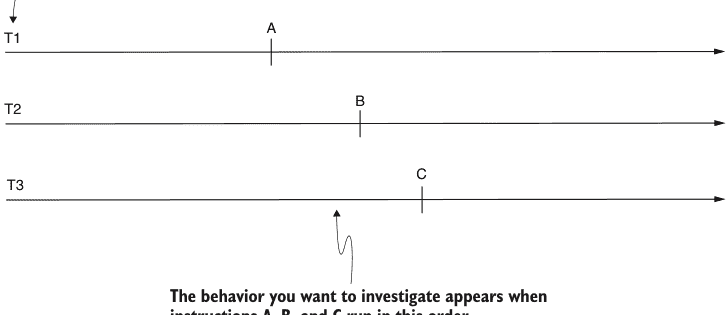 A
T1
B
T2
C
T3
The behavior you want to investigate appears when
instructions A, B, and C run in this order